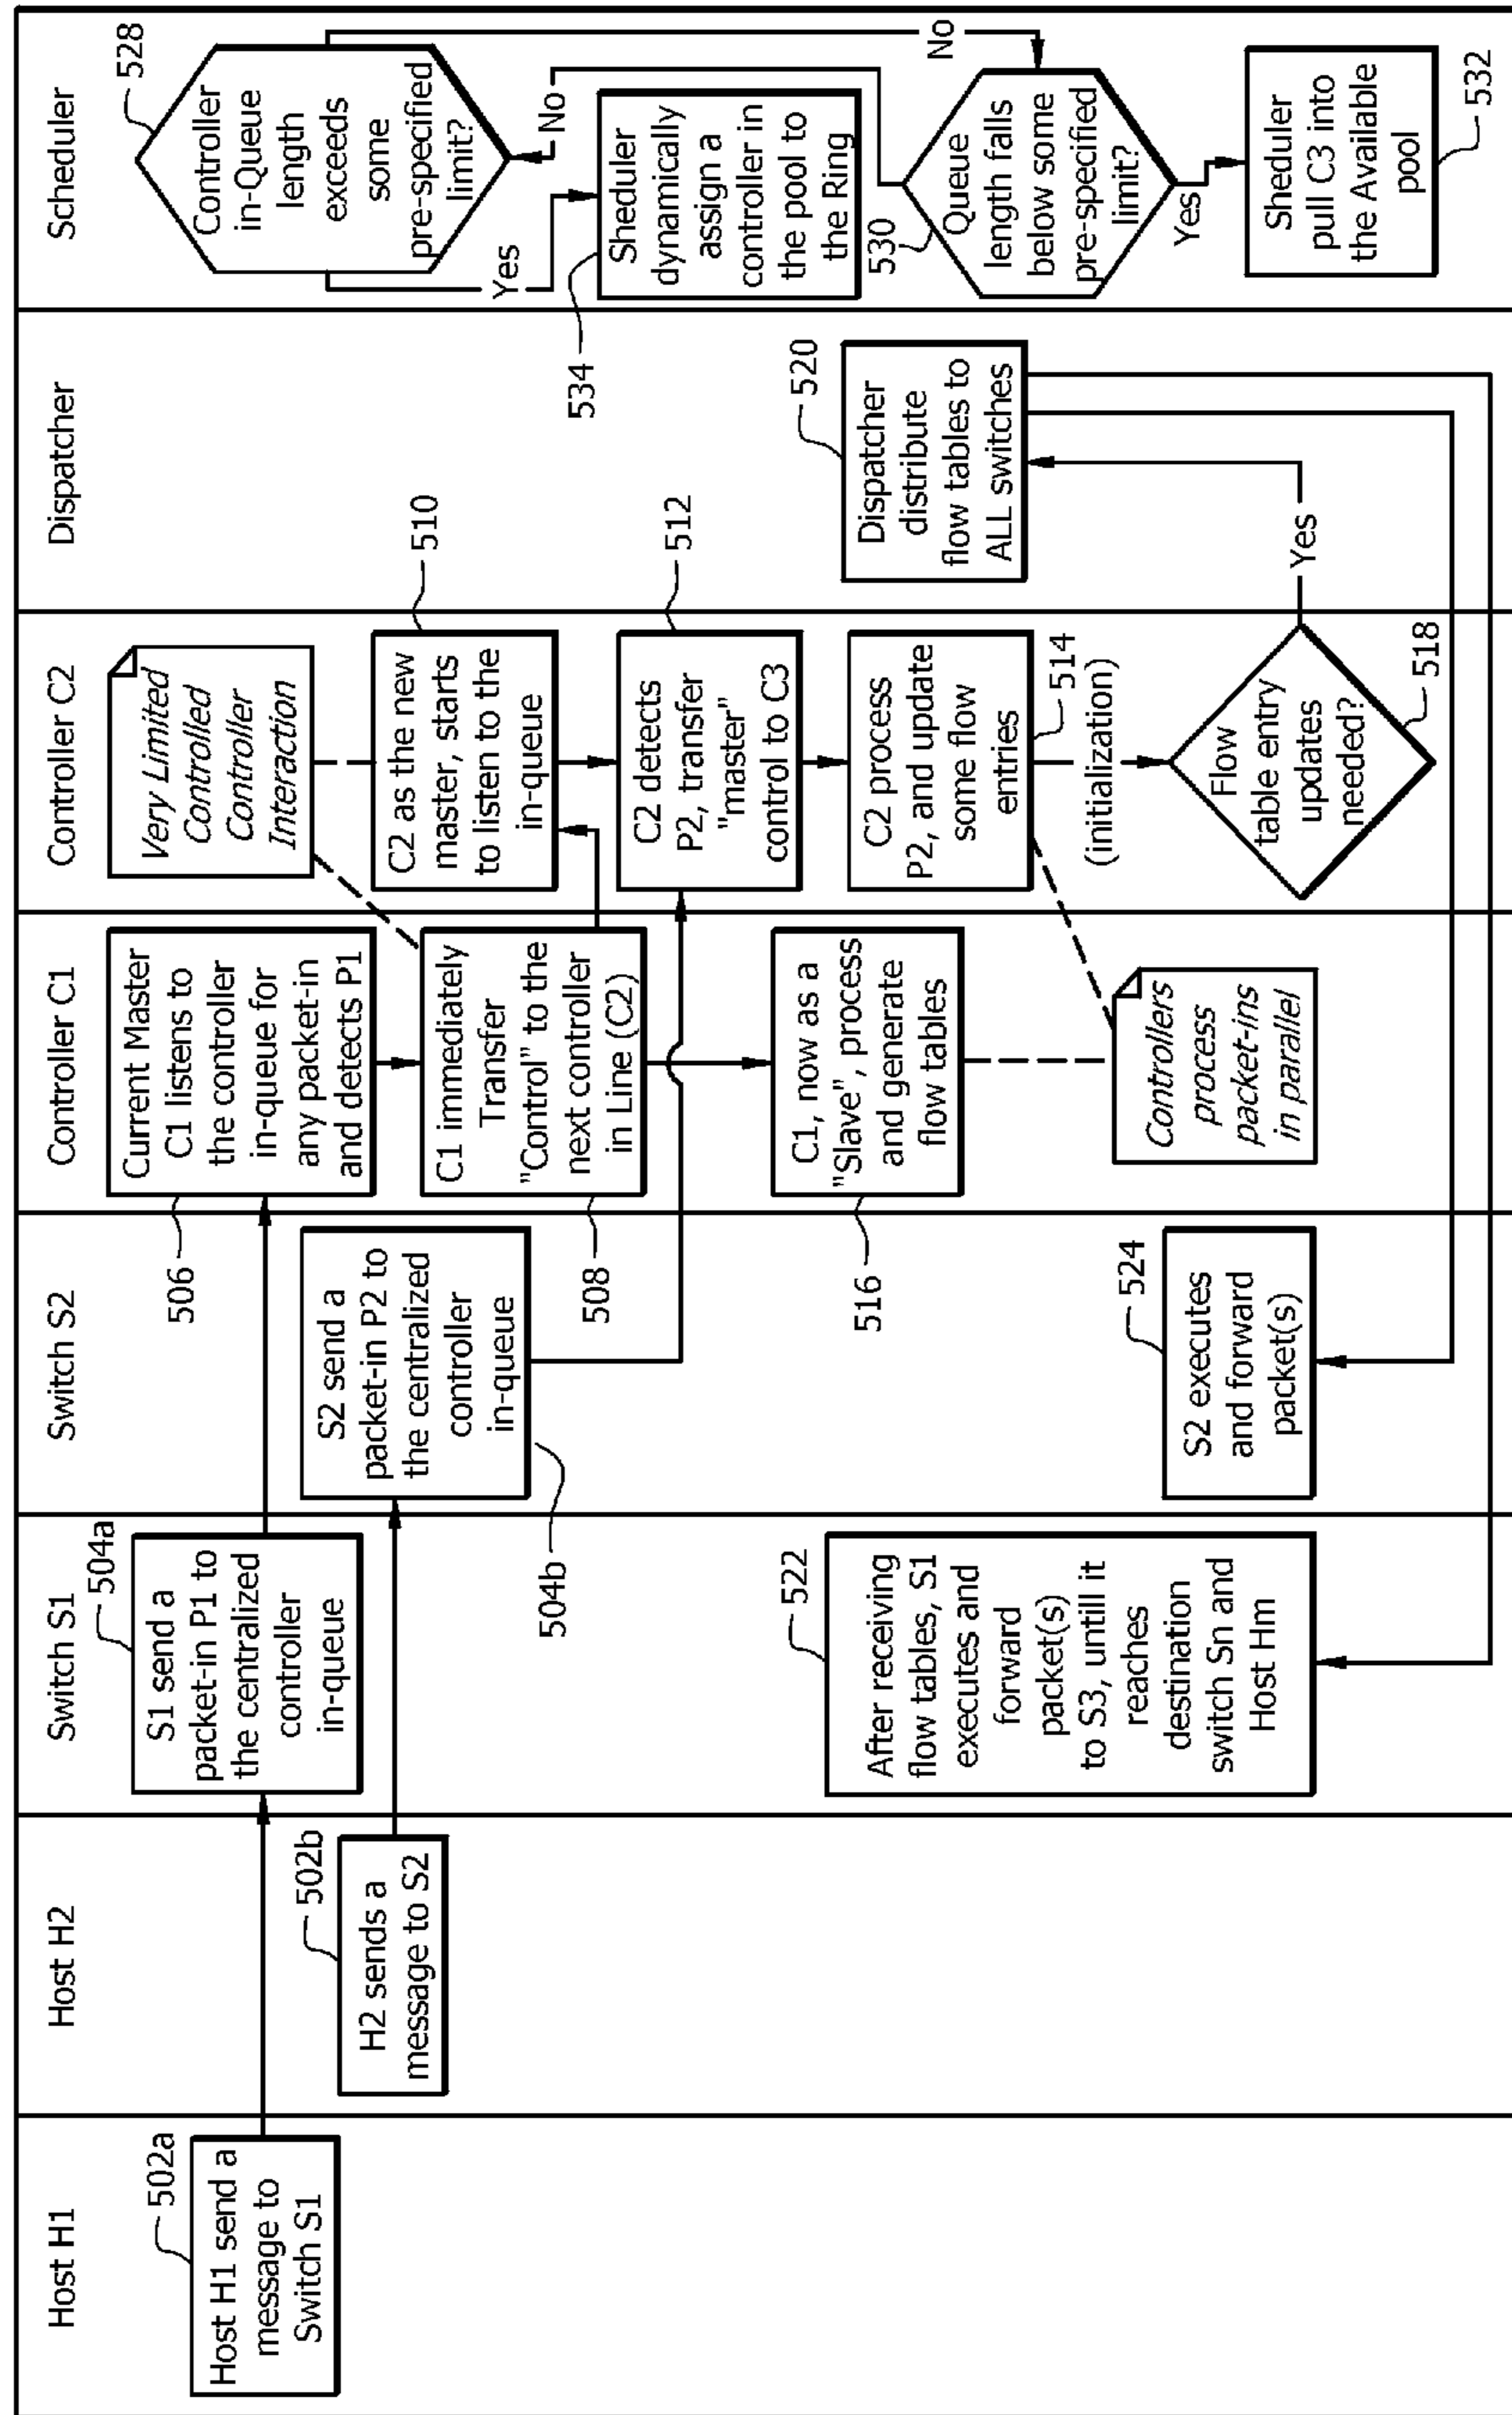 Host H1
502a
Host H1 send a
message to
Switch S1
Host H2
502b
H2 sends a
message to S2
Switch S1
504a
S1 send a
packet-in P1 to
the centralized
controller
in-queue
522
After receiving
flow tables, S1
executes and
forward
packet(s)
to S3, untill it
reaches
destination
switch Sn and
Host Hm
Switch S2
506
S2 send a
packet-in P2 to
the centralized
controller
in-queue
504b
508
516
524
S2 executes
and forward
packet(s)
Controller C1
Current Master
C1 listens to
the controller
in-queue for
any packet-in
and detects P1
C1 immediately
Transfer
"Control" to the
next controller
in Line (C2)
C1, now as a
"Slave", process
and generate
flow tables
Controllers
process
packet-ins
in parallel
Controller C2
Very Limited
Controlled
Controller
Interaction
C2 as the new
master, starts
to listen to the
in-queue
C2 detects
P2, transfer
"master"
control to C3
C2 process
P2, and update
some flow
entries
514
(initialization)
Flow
table entry
updates
needed?
518
Dispatcher
510
512
520
Dispatcher
distribute
flow tables to
ALL switches
Yes
534
Scheduler
528
Controller
in-Queue
length
exceeds
some
pre-specified
limit?
Yes
No
Sheduler
dynamically
assign a
controller in
the pool to
the Ring
530
No
Queue
length falls
below some
pre-specified
limit?
Yes
Sheduler
pull C3 into
the Available
pool
532